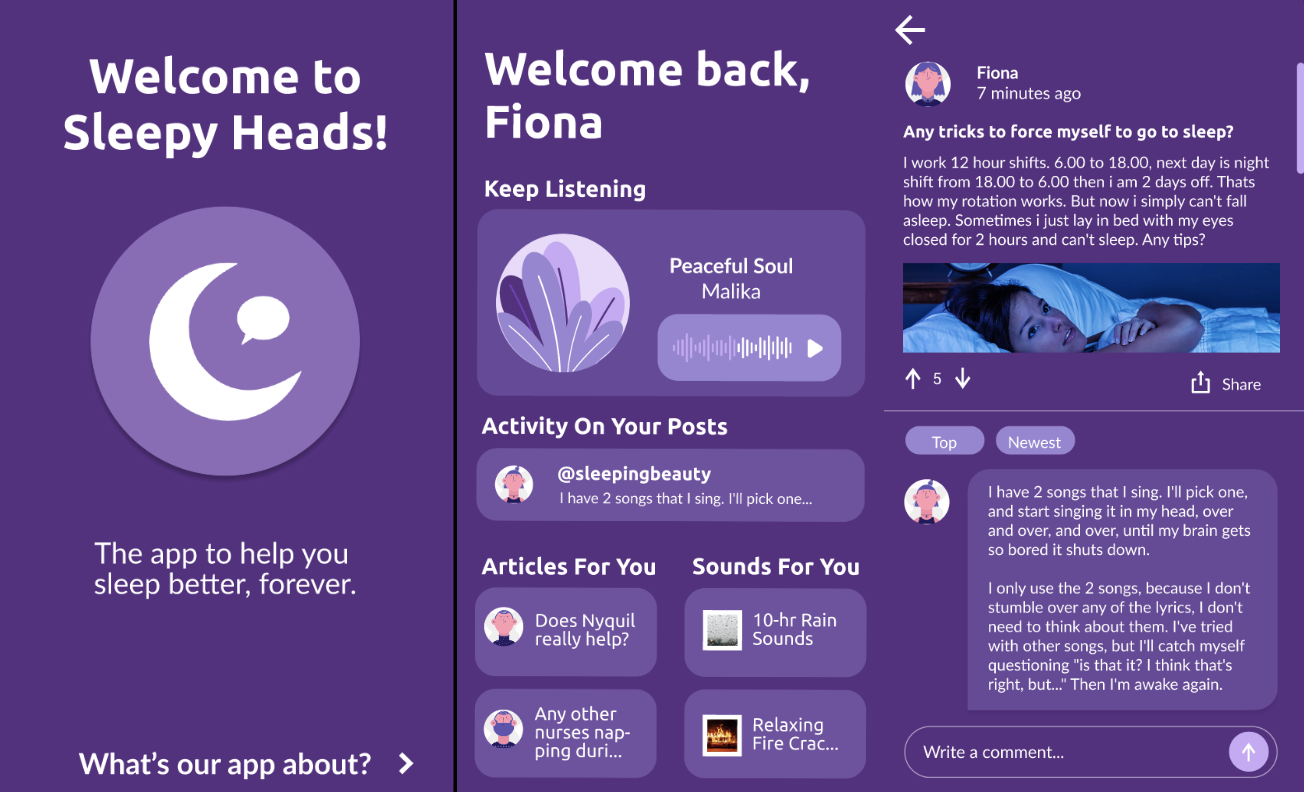 Welcome to
Sleepy Heads!
The app to help you
sleep better, forever.
What's our app about?
Welcome back,
Fiona
Keep Listening
Peaceful Soul
Malika
Activity On Your Posts
@sleepingbeauty
I have 2 songs that I sing. I'll pick one...
Articles For You
Does Nyquil
really help?
Any other
nurses nap-
ping duri...
Sounds For You
10-hr Rain
Sounds
Relaxing
Fire Crac...
Fiona
7 minutes ago
Any tricks to force myself to go to sleep?
I work 12 hour shifts. 6.00 to 18.00, next day is night
shift from 18.00 to 6.00 then i am 2 days off. Thats
how my rotation works. But now i simply can't fall
asleep. Sometimes i just lay in bed with my eyes
closed for 2 hours and can't sleep. Any tips?
5
Share
Top
Newest
I have 2 songs that I sing. I'll pick one,
and start singing it in my head, over
and over, and over, until my brain gets
so bored it shuts down.
I only use the 2 songs, because I don't
stumble over any of the lyrics, I don't
need to think about them. I've tried
with other songs, but I'll catch myself
questioning "is that it? I think that's
right, but..." Then I'm awake again.
Write a comment...